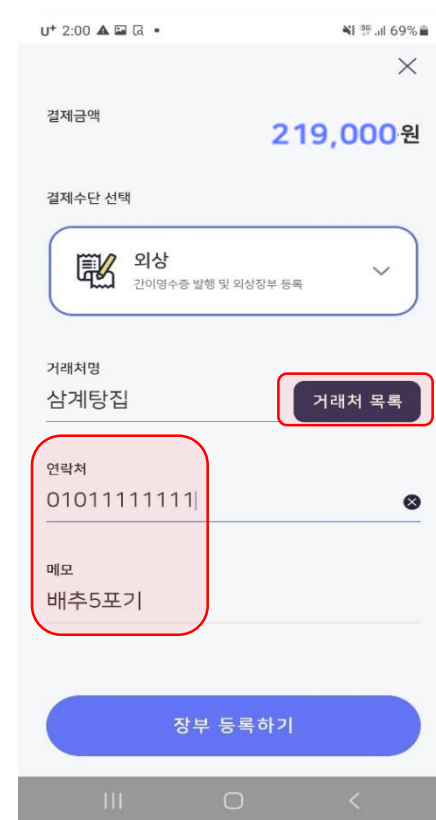 U⁺ 2:00
5G 69%
결제금액
219,000원
결제수단 선택
외상
간이영수증 발행 및 외상장부 등록
거래처명
삼계탕집
거래처 목록
연락처
01011111111
메모
배추5포기
장부 등록하기